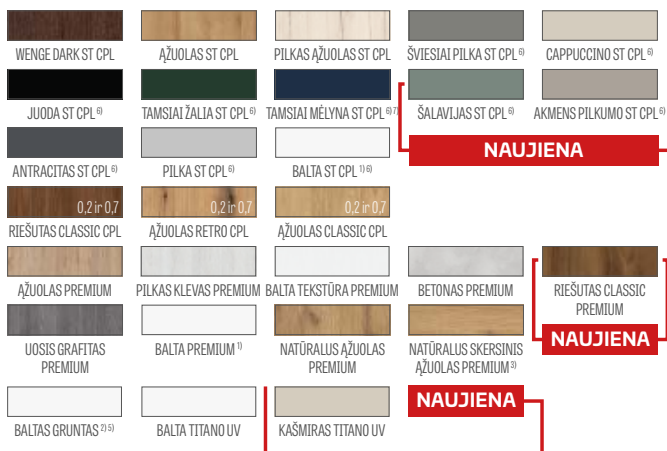 WENGE DARK ST CPL
ĄŽUOLAS ST CPL
PILKAS ĄŽUOLAS ST CPL
ŠVIESIAI PILKA ST CPL 6)
CAPPUCCINO ST CPL 6)
JUODA ST CPL 6)
TAMSIAI ŽALIA ST CPL 6)
TAMSIAI MĖLYNA ST CPL 6) 7)
ŠALAVIJAS ST CPL 6)
AKMENS PILKUMO ST CPL 6)
NAUJIENA
ANTRACITAS ST CPL 6)
PILKA ST CPL 6)
BALTA ST CPL 1) 6)
0,2 ir 0,7
0,2 ir 0,7
0,2 ir 0,7
RIEŠUTAS CLASSIC CPL
ĄŽUOLAS RETRO CPL
ĄŽUOLAS CLASSIC CPL
ĄŽUOLAS PREMIUM
PILKAS KLEVAS PREMIUM
BALTA TEKSTŪRA PREMIUM
BETONAS PREMIUM
RIEŠUTAS CLASSIC
PREMIUM
NAUJIENA
UOSIS GRAFITAS
PREMIUM
BALTA PREMIUM 1)
NATŪRALUS ĄŽUOLAS
PREMIUM
NATŪRALUS SKERSINIS
ĄŽUOLAS PREMIUM 3)
NAUJIENA
BALTAS GRUNTAS 2) 5)
BALTA TITANO UV
KAŠMIRAS TITANO UV